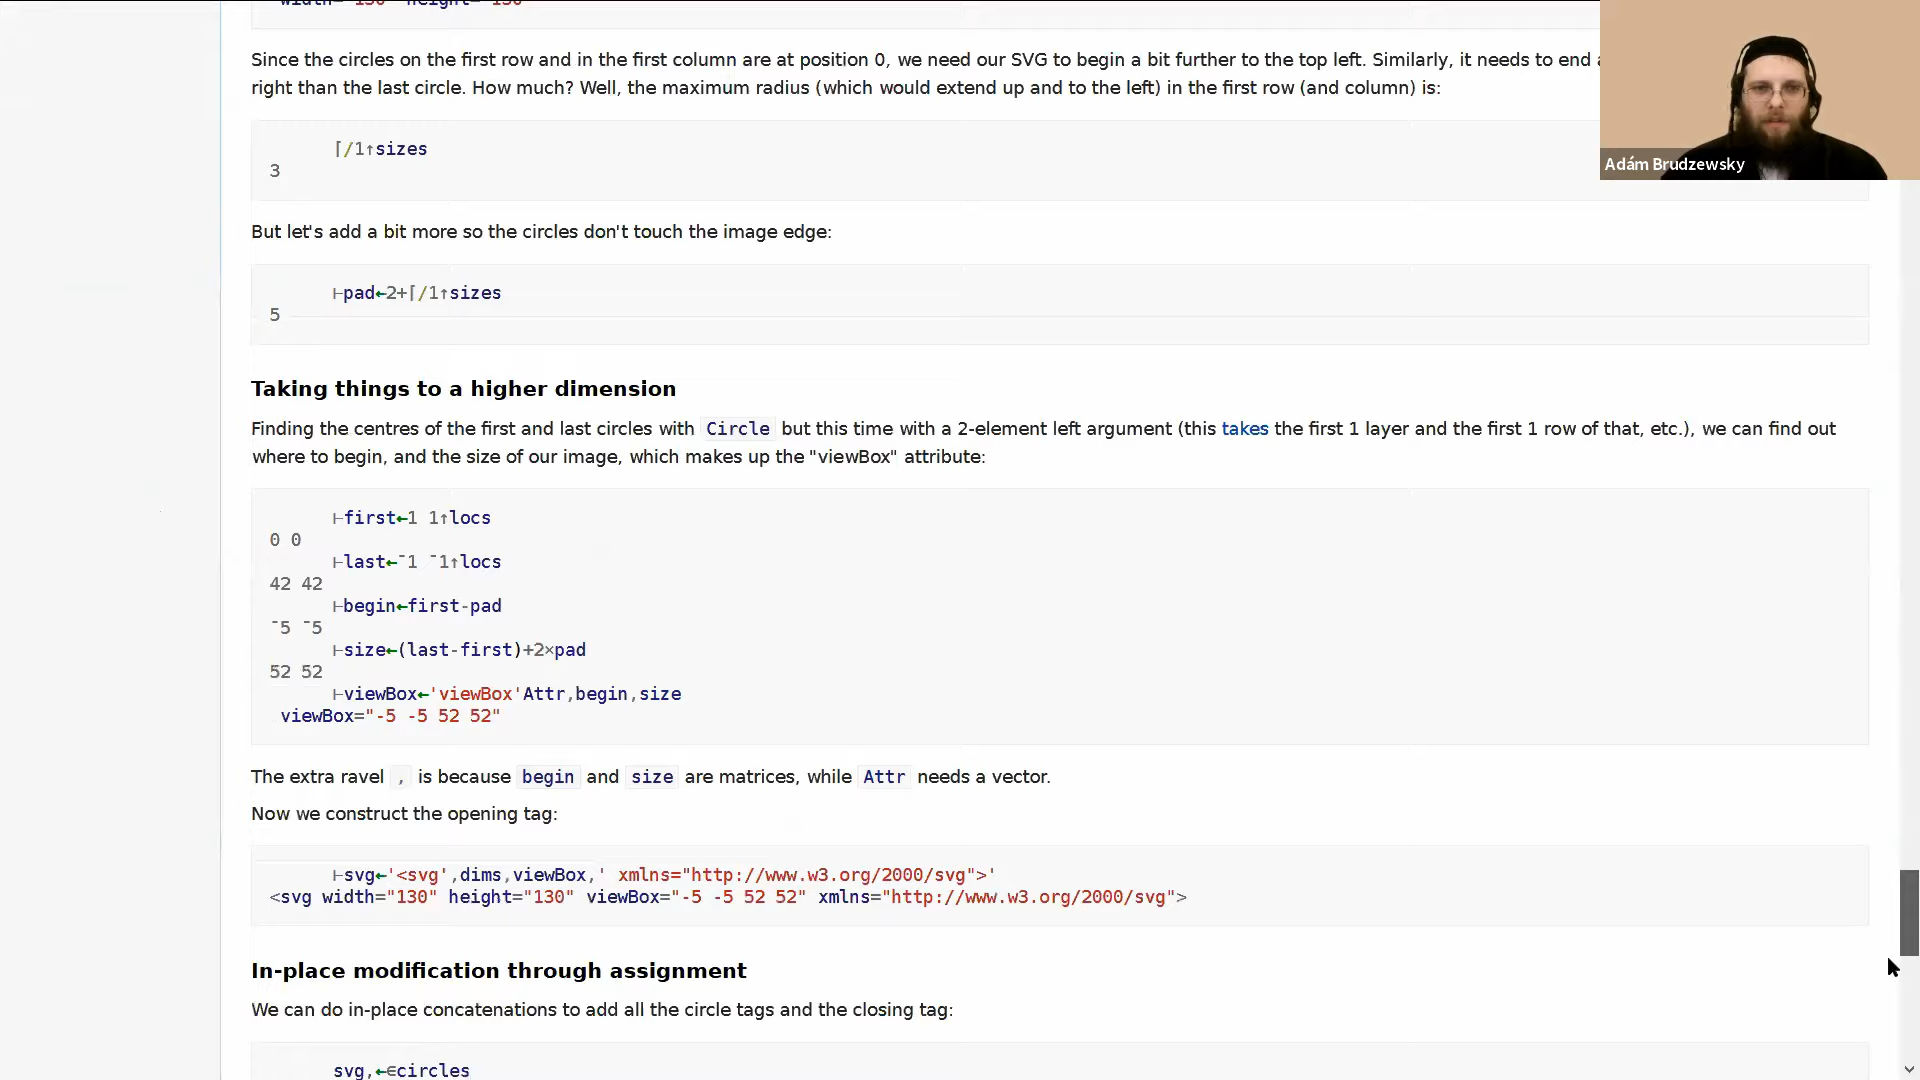 width="130" height="130"
Since the circles on the first row and in the first column are at position 0, we need our SVG to begin a bit further to the top left. Similarly, it needs to end
right than the last circle. How much? Well, the maximum radius (which would extend up and to the left) in the first row (and column) is:
⌈/1↑sizes
3
Adám Brudzewsky
But let's add a bit more so the circles don't touch the image edge:
⊢pad←2+⌈/1↑sizes
5
Taking things to a higher dimension
Finding the centres of the first and last circles with Circle but this time with a 2-element left argument (this takes the first 1 layer and the first 1 row of that, etc.), we can find out
where to begin, and the size of our image, which makes up the "viewBox" attribute:
⊢first←1 1↑locs
0 0
⊢last←¯1 ¯1↑locs
42 42
⊢begin←first-pad
¯5 ¯5
⊢size←(last-first)+2×pad
52 52
⊢viewBox←'viewBox'Attr,begin,size
viewBox="-5 -5 52 52"
The extra ravel , is because begin and size are matrices, while Attr needs a vector.
Now we construct the opening tag:
⊢svg←'<svg',dims,viewBox,' xmlns="http://www.w3.org/2000/svg">'
<svg width="130" height="130" viewBox="-5 -5 52 52" xmlns="http://www.w3.org/2000/svg">
In-place modification through assignment
We can do in-place concatenations to add all the circle tags and the closing tag:
svg,←∊circles